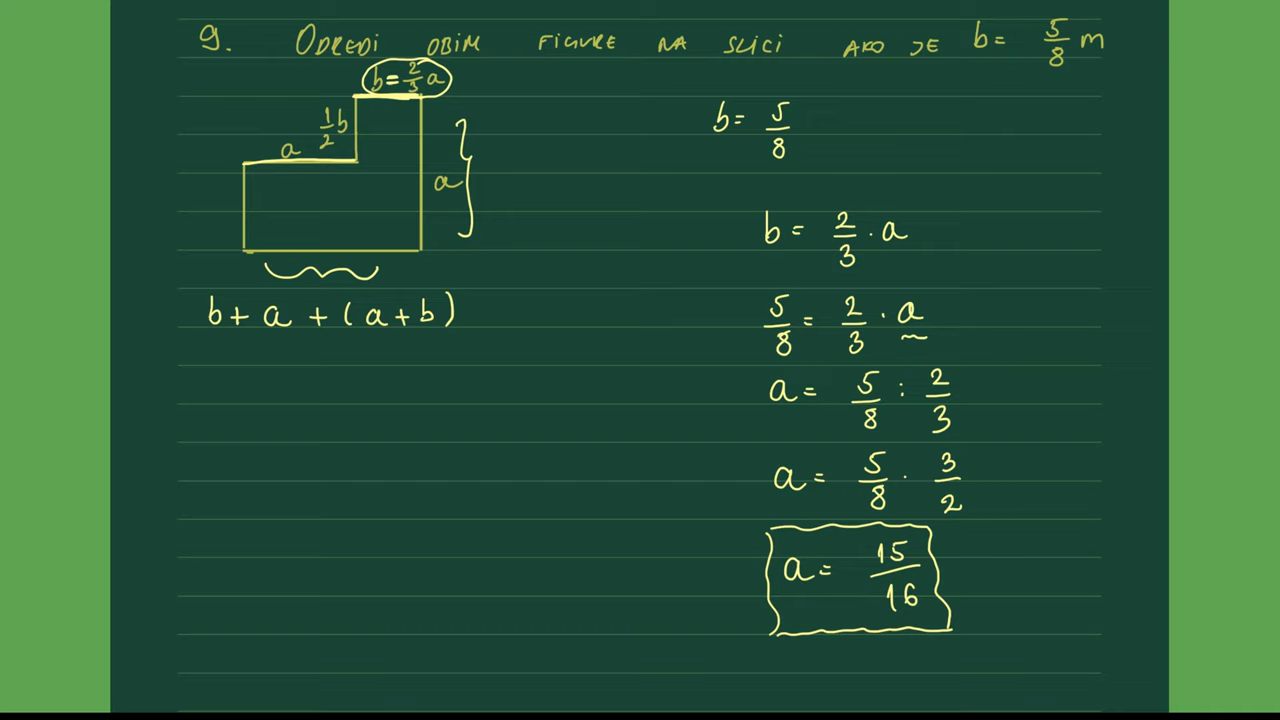 9. ODREDI OBIM FIGURE NA SLICI AKO JE b= 5/8 m
b= 2/3 a
1/2 b
a
a
b+ a + (a+b)
b= 5/8
b= 2/3 · a
5/8 = 2/3 · a
a= 5/8 : 2/3
a= 5/8 · 3/2
a= 15/16